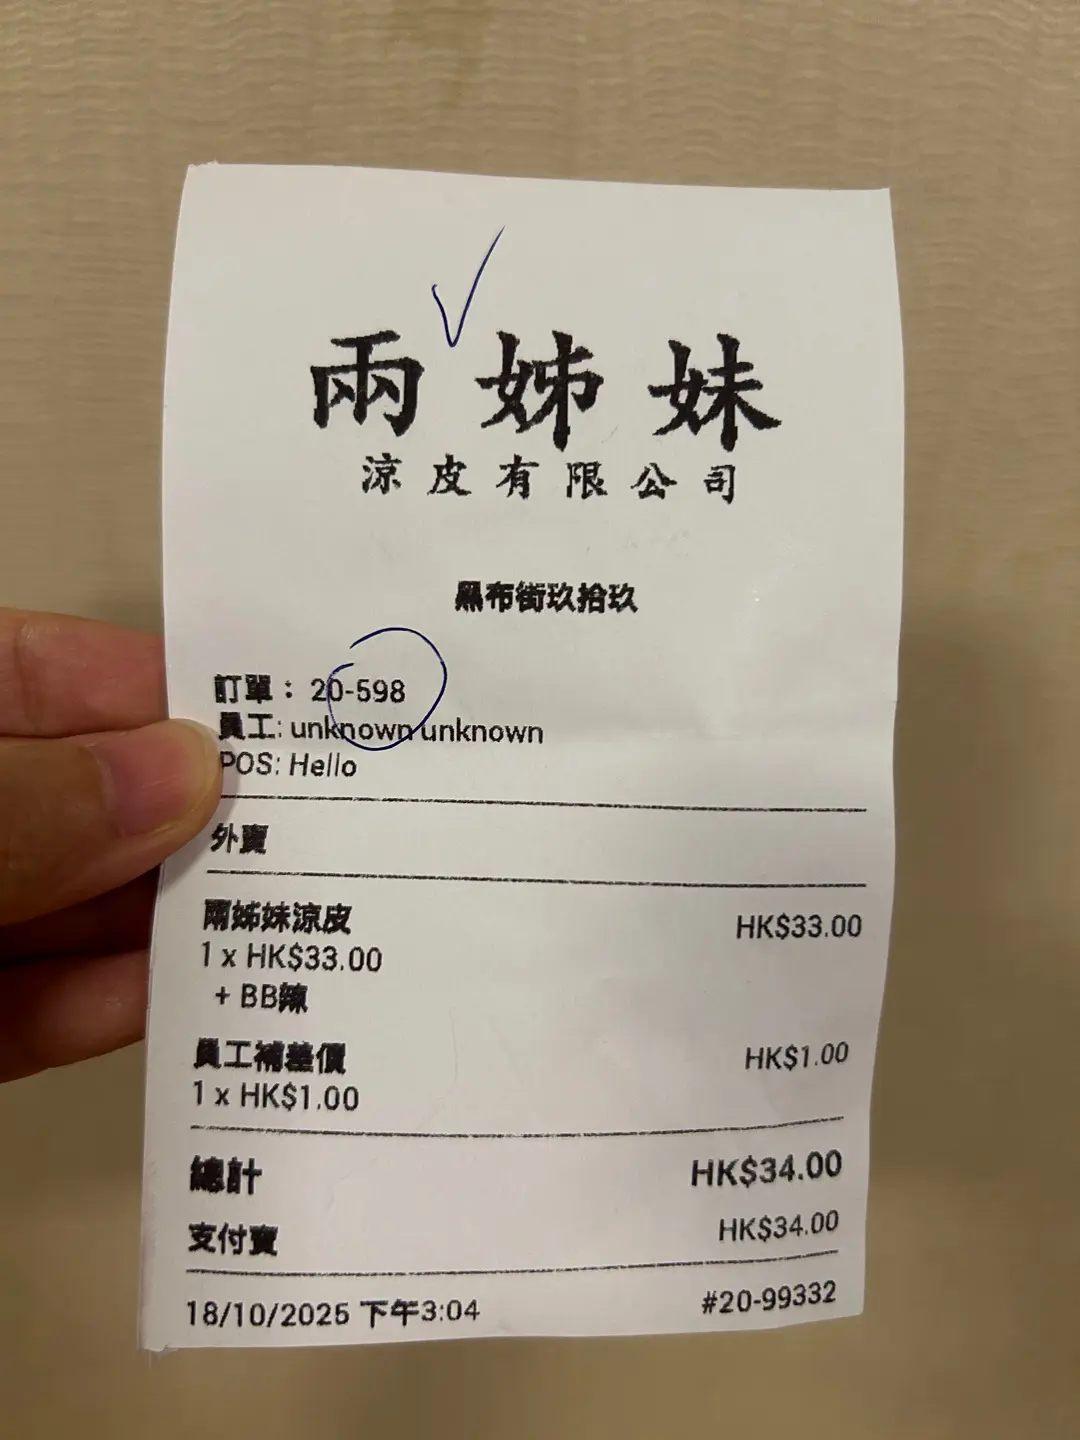 兩姊妹
涼皮有限公司
黑布街玖拾玖
訂單： 20-598
員工: unknown unknown
POS: Hello
外賣
兩姊妹涼皮 HK$33.00
1 x HK$33.00
+ BB辣
員工補差價 HK$1.00
1 x HK$1.00
總計 HK$34.00
支付寶 HK$34.00
18/10/2025 下午3:04 #20-99332